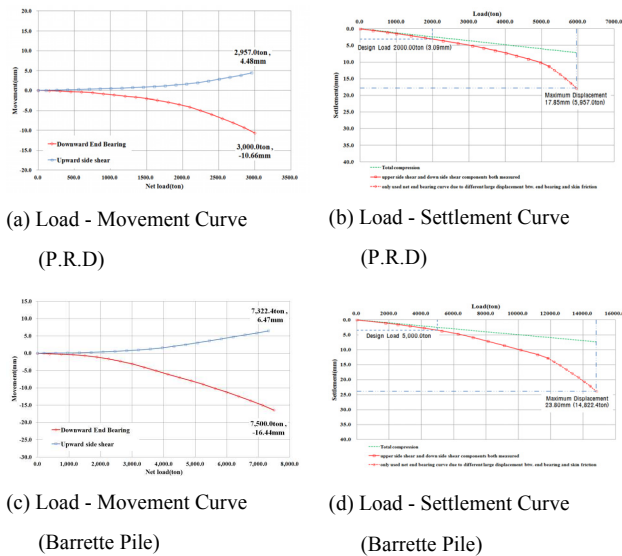 20.0
15.0
10.0
5.0
0.0
-5.0
-10.0
-15.0
-20.0
Movement(mm)
2,957.0ton ,
4.48mm
Downward End Bearing
Upward side shear
3,000.0ton ,
-10.66mm
0.0 500.0 1000.0 1500.0 2000.0 2500.0 3000.0 3500.0
Net load(ton)
(a) Load - Movement Curve
(P.R.D)
Load(ton)
0 1000 2000 3000 4000 5000 6000 7000
0.0
5.0
10.0
15.0
20.0
25.0
30.0
35.0
40.0
Settlement(mm)
Design Load 2000.00ton (3.09mm)
Maximum Displacement
17.85mm (5,957.0ton)
Total compression
upper side shear and down side shear components both measured
only used net end bearing curve due to different large displacement btw. end bearing and skin friction
(b) Load - Settlement Curve
(P.R.D)
15.0
10.0
5.0
0.0
-5.0
-10.0
-15.0
-20.0
-25.0
-30.0
Movement(mm)
7,322.4ton ,
6.47mm
Downward End Bearing
Upward side shear
7,500.0ton ,
-16.44mm
0.0 1,000.0 2,000.0 3,000.0 4,000.0 5,000.0 6,000.0 7,000.0 8,000.0
Net load(ton)
(c) Load - Movement Curve
(Barrette Pile)
Load(ton)
0.0 2000.0 4000.0 6000.0 8000.0 10000.0 12000.0 14000.0
0.0
5.0
10.0
15.0
20.0
25.0
30.0
35.0
40.0
Settlement(mm)
Design Load 5,000.0ton
Maximum Displacement
23.80mm (14,822.4ton)
Total compression
upper side shear and down side shear components both measured
only used net end bearing curve due to different large displacement btw. end bearing and skin friction
(d) Load - Settlement Curve
(Barrette Pile)